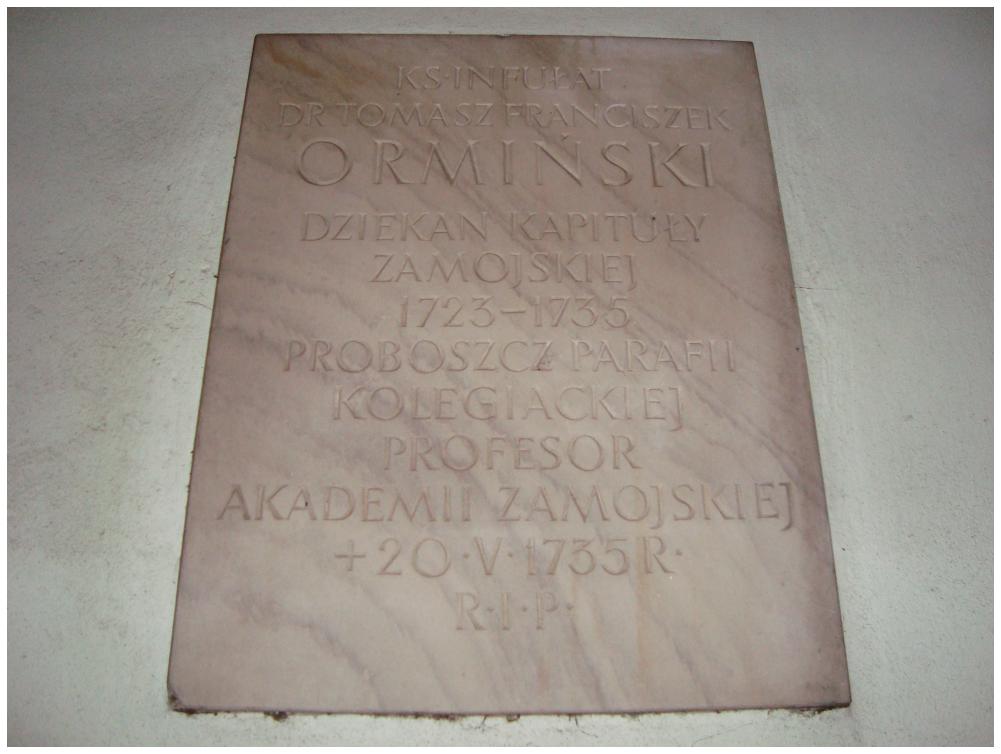 KS·INFUŁAT
DR TOMASZ FRANCISZEK
ORMIŃSKI
DZIEKAN KAPITUŁY
ZAMOJSKIEJ
1723–1735
PROBOSZCZ PARAFII
KOLEGIACKIEJ
PROFESOR
AKADEMII ZAMOJSKIEJ
+20·V·1735R·
R·I·P·